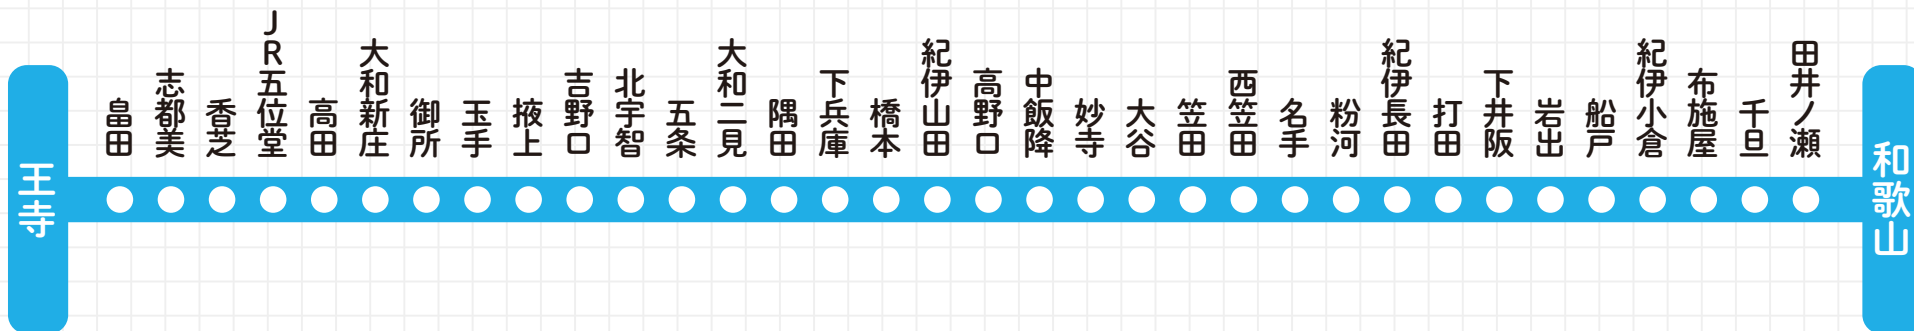 王寺
畠田
志都美
香芝
JR五位堂
高田
大和新庄
御所
玉手
掖上
吉野口
北宇智
五条
大和二見
隅田
下兵庫
橋本
紀伊山田
高野口
中飯降
妙寺
大谷
笠田
西笠田
名手
粉河
紀伊長田
打田
下井阪
岩出
船戸
紀伊小倉
布施屋
千旦
田井ノ瀬
和歌山